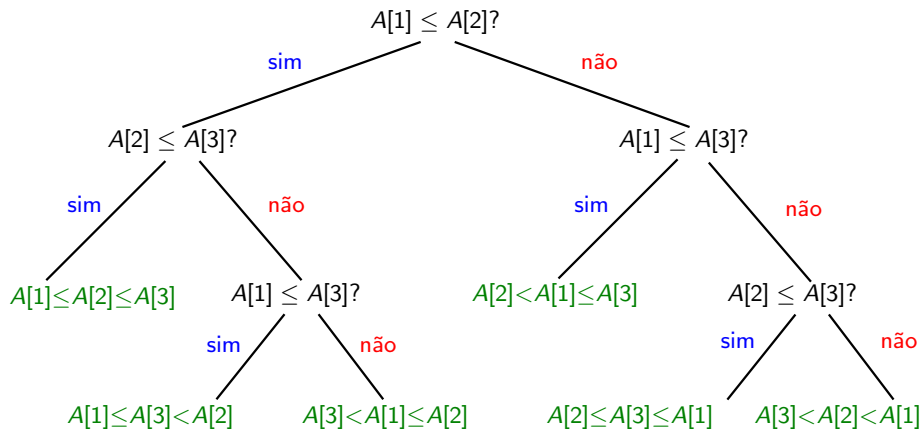 A[1] ≤ A[2]?
sim não
A[2] ≤ A[3]? A[1] ≤ A[3]?
sim não sim não
A[1]≤A[2]≤A[3] A[1] ≤ A[3]? A[2]<A[1]≤A[3] A[2] ≤ A[3]?
sim não sim não
A[1]≤A[3]<A[2] A[3]<A[1]≤A[2] A[2]≤A[3]≤A[1] A[3]<A[2]<A[1]